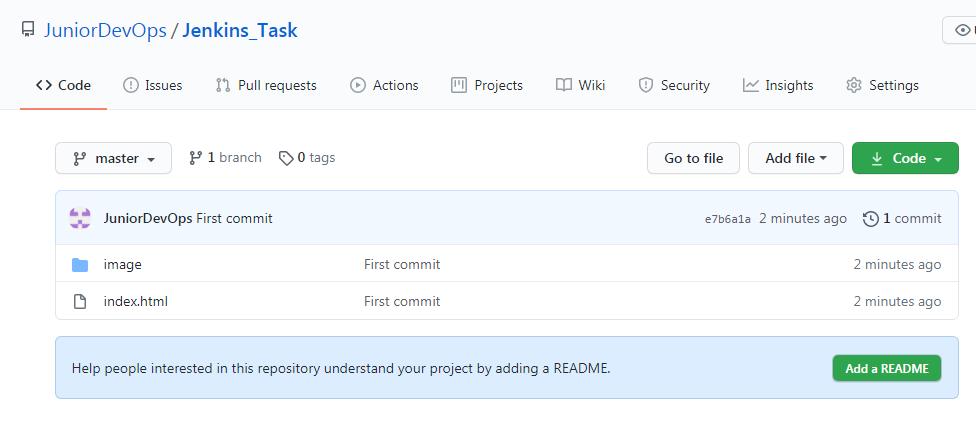 JuniorDevOps / Jenkins_Task
Code Issues Pull requests Actions Projects Wiki Security Insights Settings
master 1 branch 0 tags Go to file Add file Code
JuniorDevOps First commit e7b6a1a 2 minutes ago 1 commit
image First commit 2 minutes ago
index.html First commit 2 minutes ago
Help people interested in this repository understand your project by adding a README. Add a README